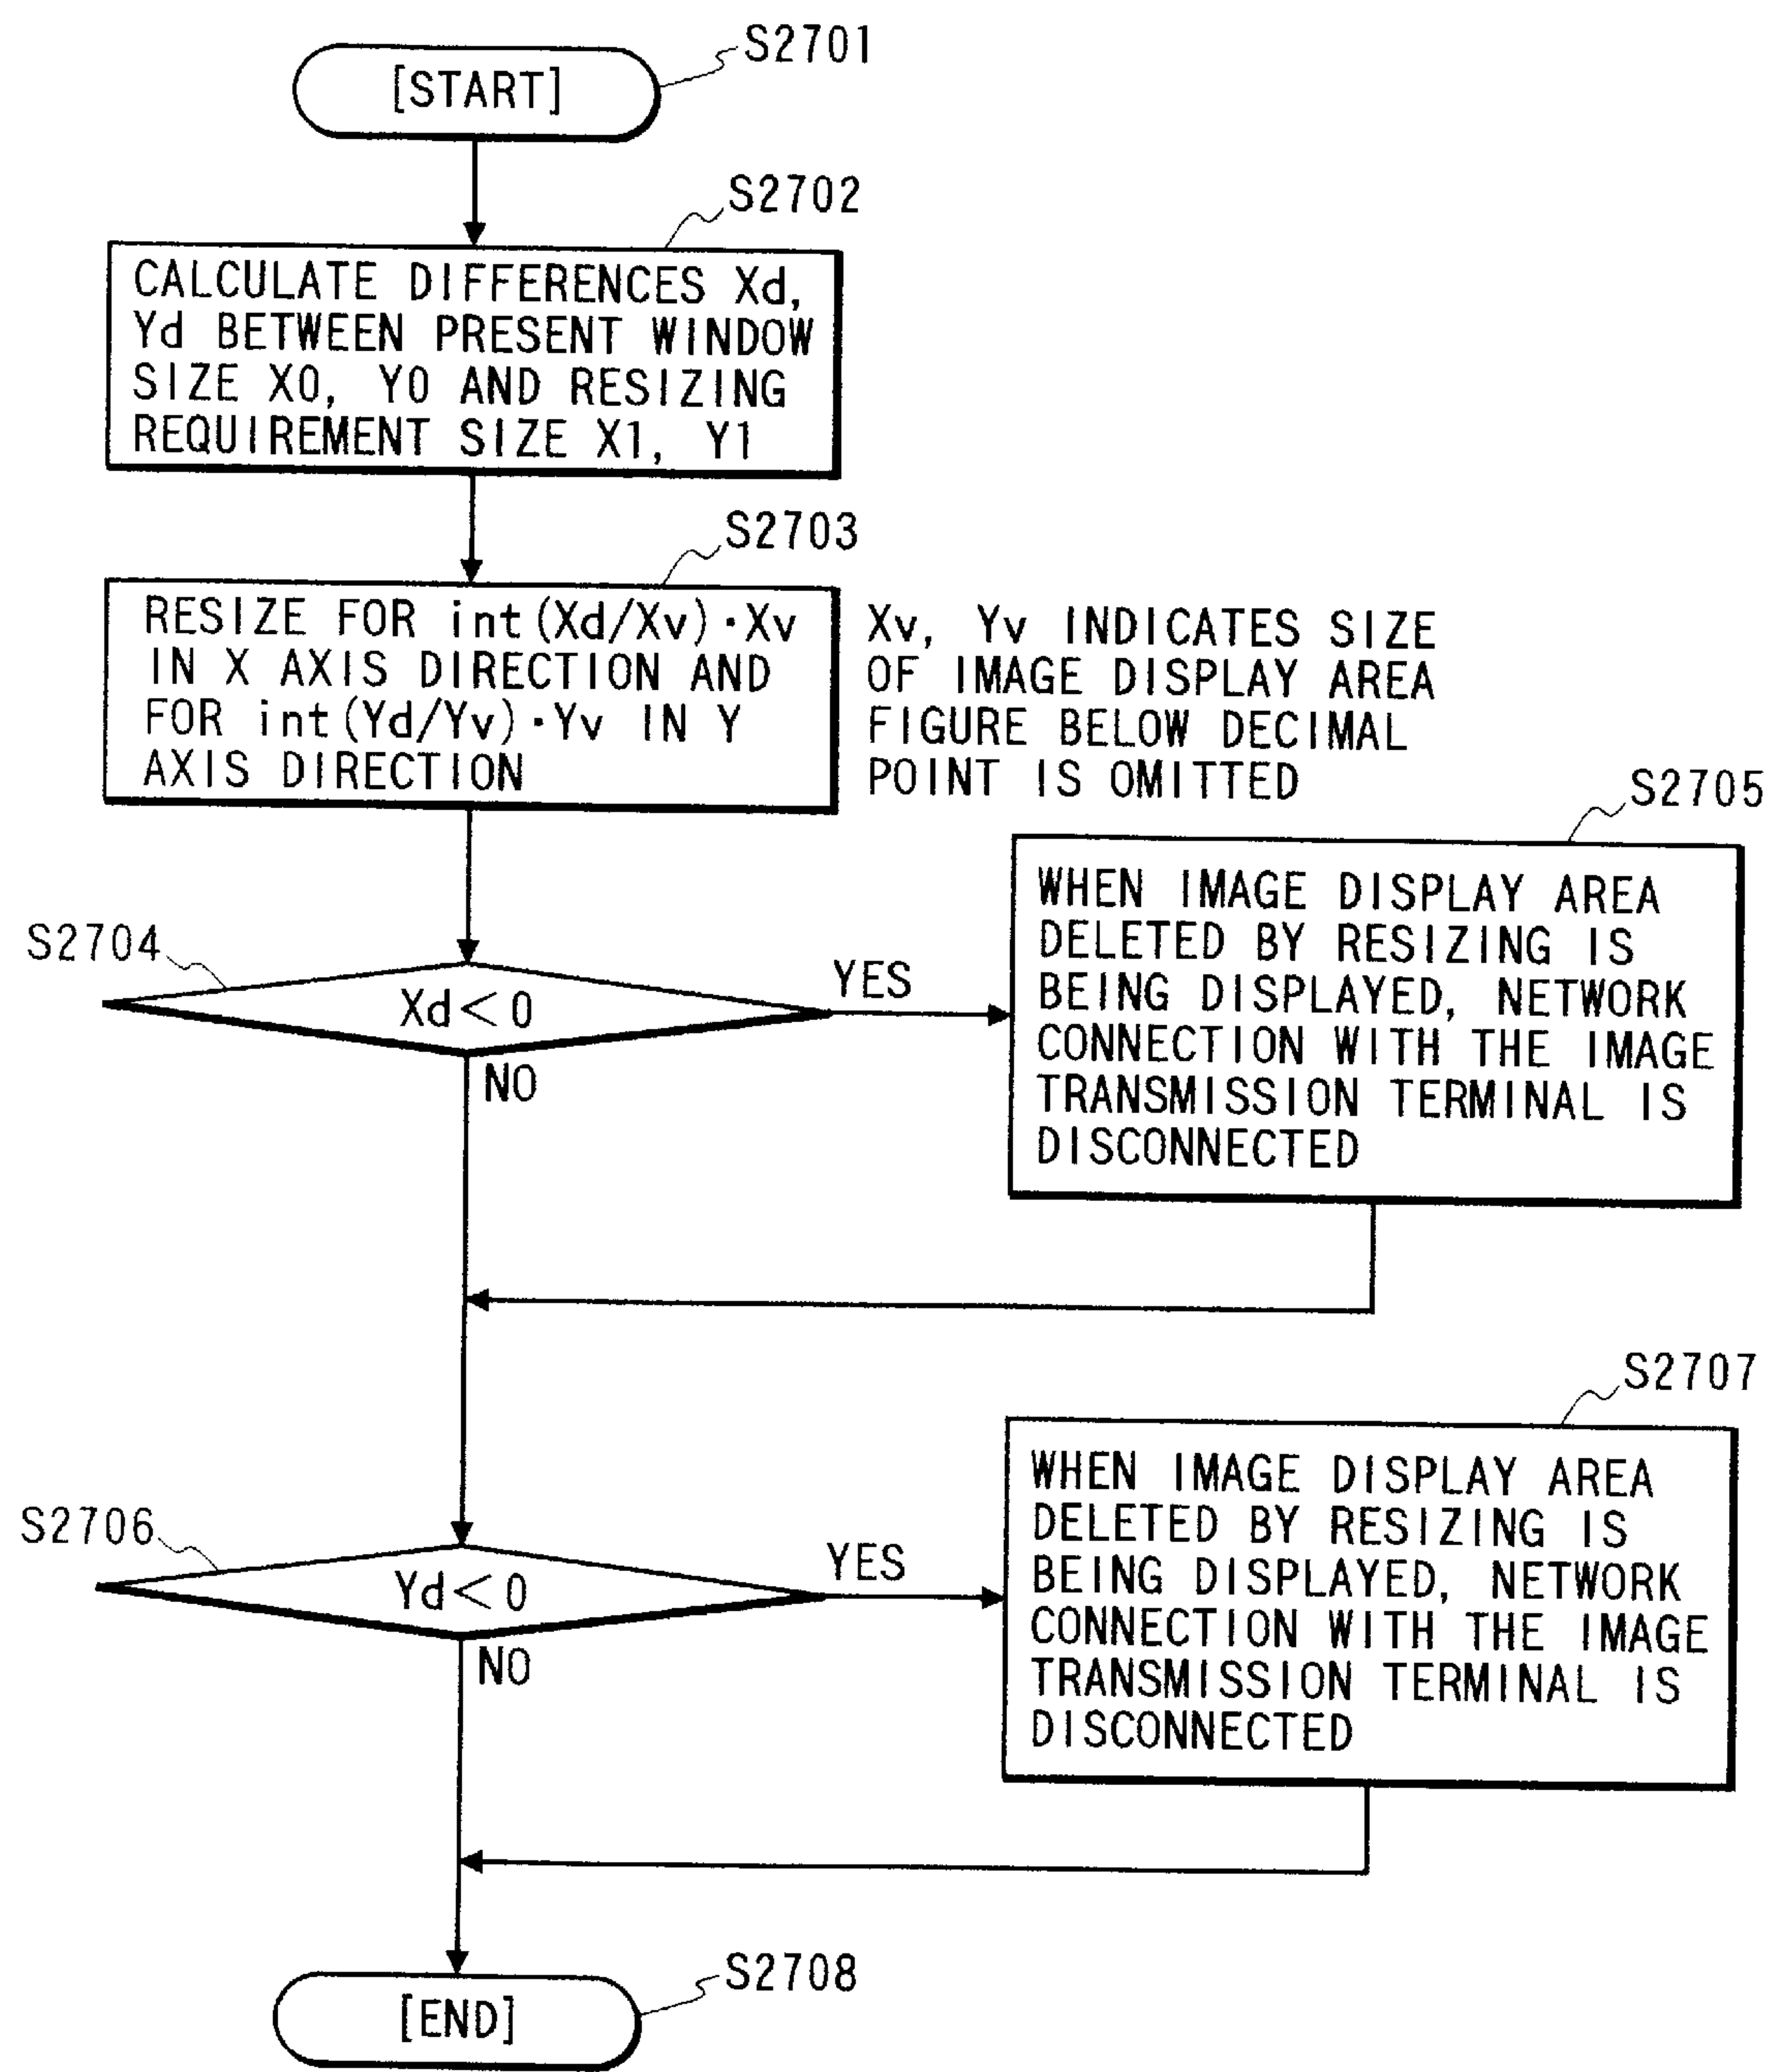 S2701
[START]
S2702
CALCULATE DIFFERENCES Xd,
Yd BETWEEN PRESENT WINDOW
SIZE X0, Y0 AND RESIZING
REQUIREMENT SIZE X1, Y1
S2703
RESIZE FOR int(Xd/Xv)·Xv
IN X AXIS DIRECTION AND
FOR int(Yd/Yv)·Yv IN Y
AXIS DIRECTION
Xv, Yv INDICATES SIZE
OF IMAGE DISPLAY AREA
FIGURE BELOW DECIMAL
POINT IS OMITTED
S2704
Xd<0
YES
NO
S2705
WHEN IMAGE DISPLAY AREA
DELETED BY RESIZING IS
BEING DISPLAYED, NETWORK
CONNECTION WITH THE IMAGE
TRANSMISSION TERMINAL IS
DISCONNECTED
S2706
Yd<0
YES
NO
S2707
WHEN IMAGE DISPLAY AREA
DELETED BY RESIZING IS
BEING DISPLAYED, NETWORK
CONNECTION WITH THE IMAGE
TRANSMISSION TERMINAL IS
DISCONNECTED
S2708
[END]